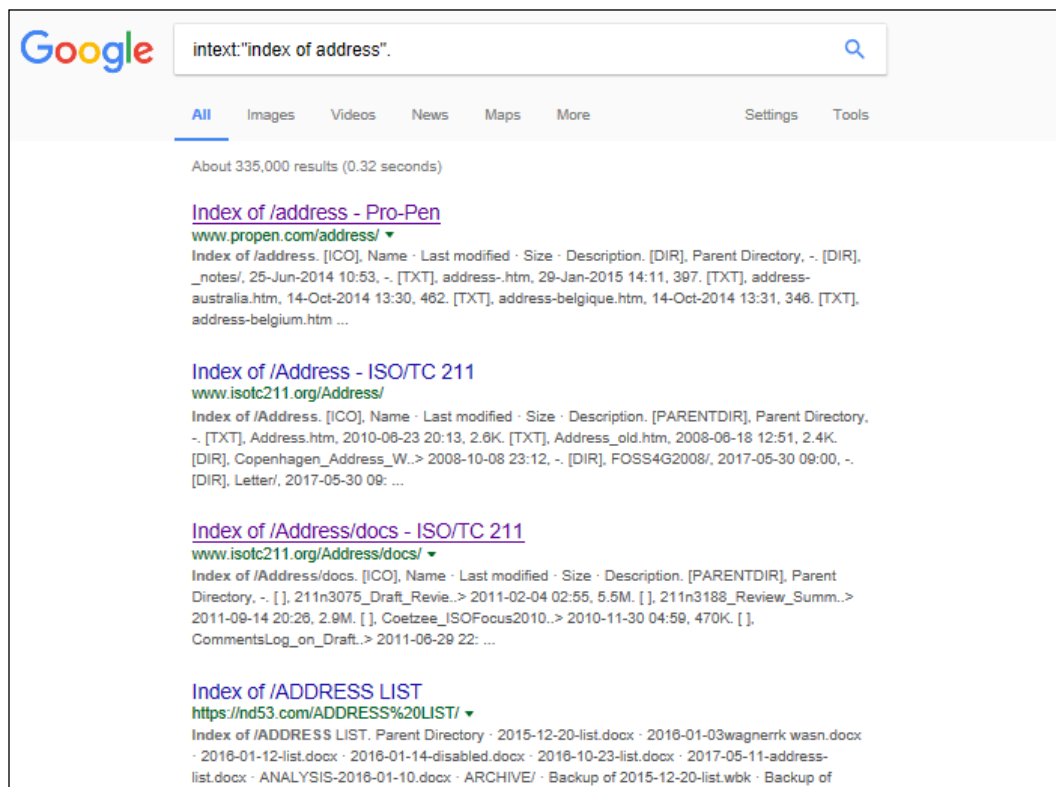 Google
intext:"index of address".
All Images Videos News Maps More Settings Tools
About 335,000 results (0.32 seconds)
Index of /address - Pro-Pen
www.propen.com/address/
Index of /address. [ICO], Name · Last modified · Size · Description. [DIR], Parent Directory, -. [DIR],
_notes/, 25-Jun-2014 10:53, -. [TXT], address-.htm, 29-Jan-2015 14:11, 397. [TXT], address-
australia.htm, 14-Oct-2014 13:30, 462. [TXT], address-belgique.htm, 14-Oct-2014 13:31, 346. [TXT],
address-belgium.htm ...
Index of /Address - ISO/TC 211
www.isotc211.org/Address/
Index of /Address. [ICO], Name · Last modified · Size · Description. [PARENTDIR], Parent Directory,
-. [TXT], Address.htm, 2010-06-23 20:13, 2.6K. [TXT], Address_old.htm, 2008-06-18 12:51, 2.4K.
[DIR], Copenhagen_Address_W..> 2008-10-08 23:12, -. [DIR], FOSS4G2008/, 2017-05-30 09:00, -.
[DIR], Letter/, 2017-05-30 09: ...
Index of /Address/docs - ISO/TC 211
www.isotc211.org/Address/docs/
Index of /Address/docs. [ICO], Name · Last modified · Size · Description. [PARENTDIR], Parent
Directory, -. [ ], 211n3075_Draft_Revie..> 2011-02-04 02:55, 5.5M. [ ], 211n3188_Review_Summ..>
2011-09-14 20:26, 2.9M. [ ], Coetzee_ISOFocus2010..> 2010-11-30 04:59, 470K. [ ],
CommentsLog_on_Draft..> 2011-06-29 22: ...
Index of /ADDRESS LIST
https://nd53.com/ADDRESS%20LIST/
Index of /ADDRESS LIST. Parent Directory · 2015-12-20-list.docx · 2016-01-03wagnerrk wasn.docx
· 2016-01-12-list.docx · 2016-01-14-disabled.docx · 2016-10-23-list.docx · 2017-05-11-address-
list.docx · ANALYSIS-2016-01-10.docx · ARCHIVE/ · Backup of 2015-12-20-list.wbk · Backup of